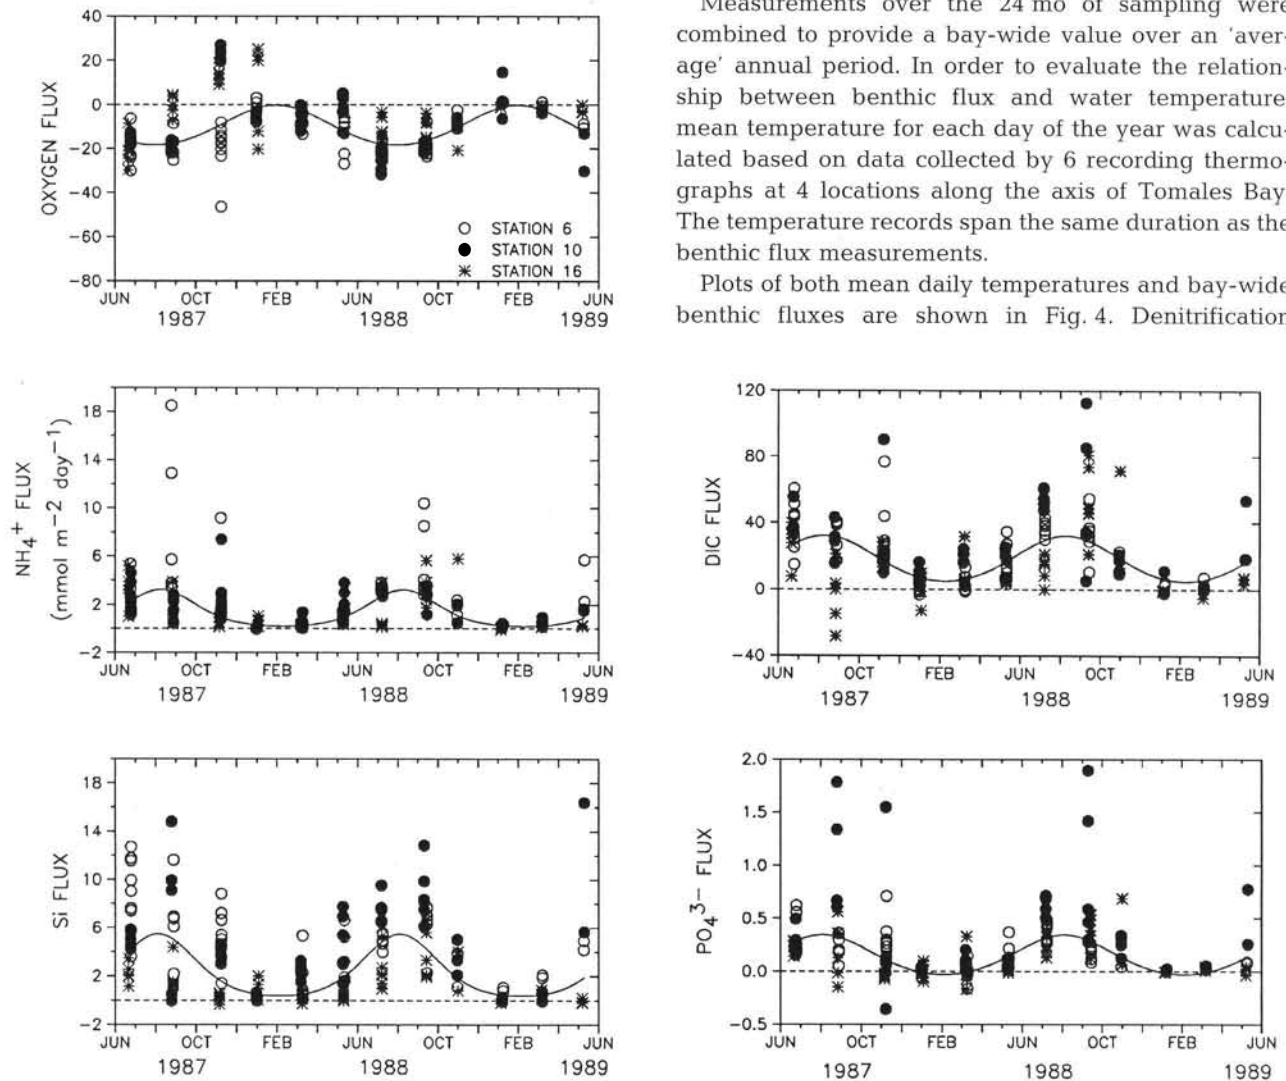 Measurements over the 24 mo of sampling were
combined to provide a bay-wide value over an 'aver-
age' annual period. In order to evaluate the relation-
ship between benthic flux and water temperature
mean temperature for each day of the year was calcu-
lated based on data collected by 6 recording thermo-
graphs at 4 locations along the axis of Tomales Bay
The temperature records span the same duration as the
benthic flux measurements.
Plots of both mean daily temperatures and bay-wide
benthic fluxes are shown in Fig. 4. Denitrification
OXYGEN FLUX
40
20
0
−20
−40
−60
−80
STATION 6
STATION 10
STATION 16
JUN OCT FEB JUN OCT FEB JUN
1987 1988 1989
NH4+ FLUX
(mmol m−2 day−1)
18
14
10
6
2
−2
JUN OCT FEB JUN OCT FEB JUN
1987 1988 1989
DIC FLUX
120
80
40
0
−40
JUN OCT FEB JUN OCT FEB JUN
1987 1988 1989
Si FLUX
18
14
10
6
2
−2
JUN OCT FEB JUN OCT FEB JUN
1987 1988 1989
PO43− FLUX
2.0
1.5
1.0
0.5
0.0
−0.5
JUN OCT FEB JUN OCT FEB JUN
1987 1988 1989